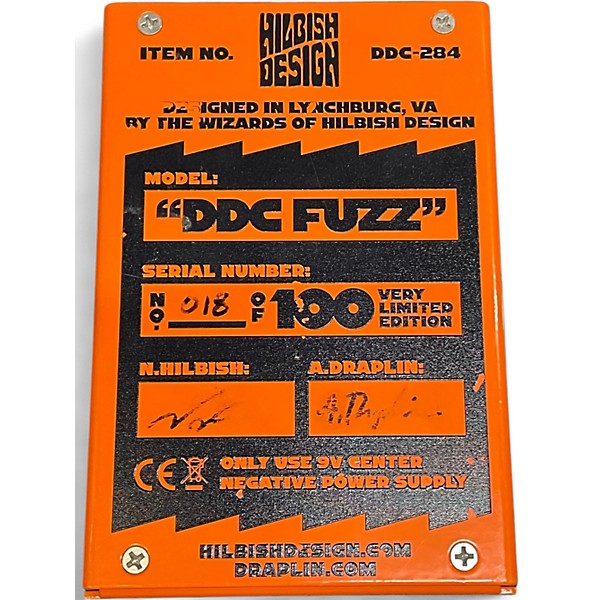 ITEM NO.
HILBISH
DESIGN
DDC-284
DESIGNED IN LYNCHBURG, VA
BY THE WIZARDS OF HILBISH DESIGN
MODEL:
"DDC FUZZ"
SERIAL NUMBER:
NO. 018 OF 100 VERY
LIMITED
EDITION
N.HILBISH:
A.DRAPLIN:
CE
ONLY USE 9V CENTER
NEGATIVE POWER SUPPLY
HILBISHDESIGN.COM
DRAPLIN.COM